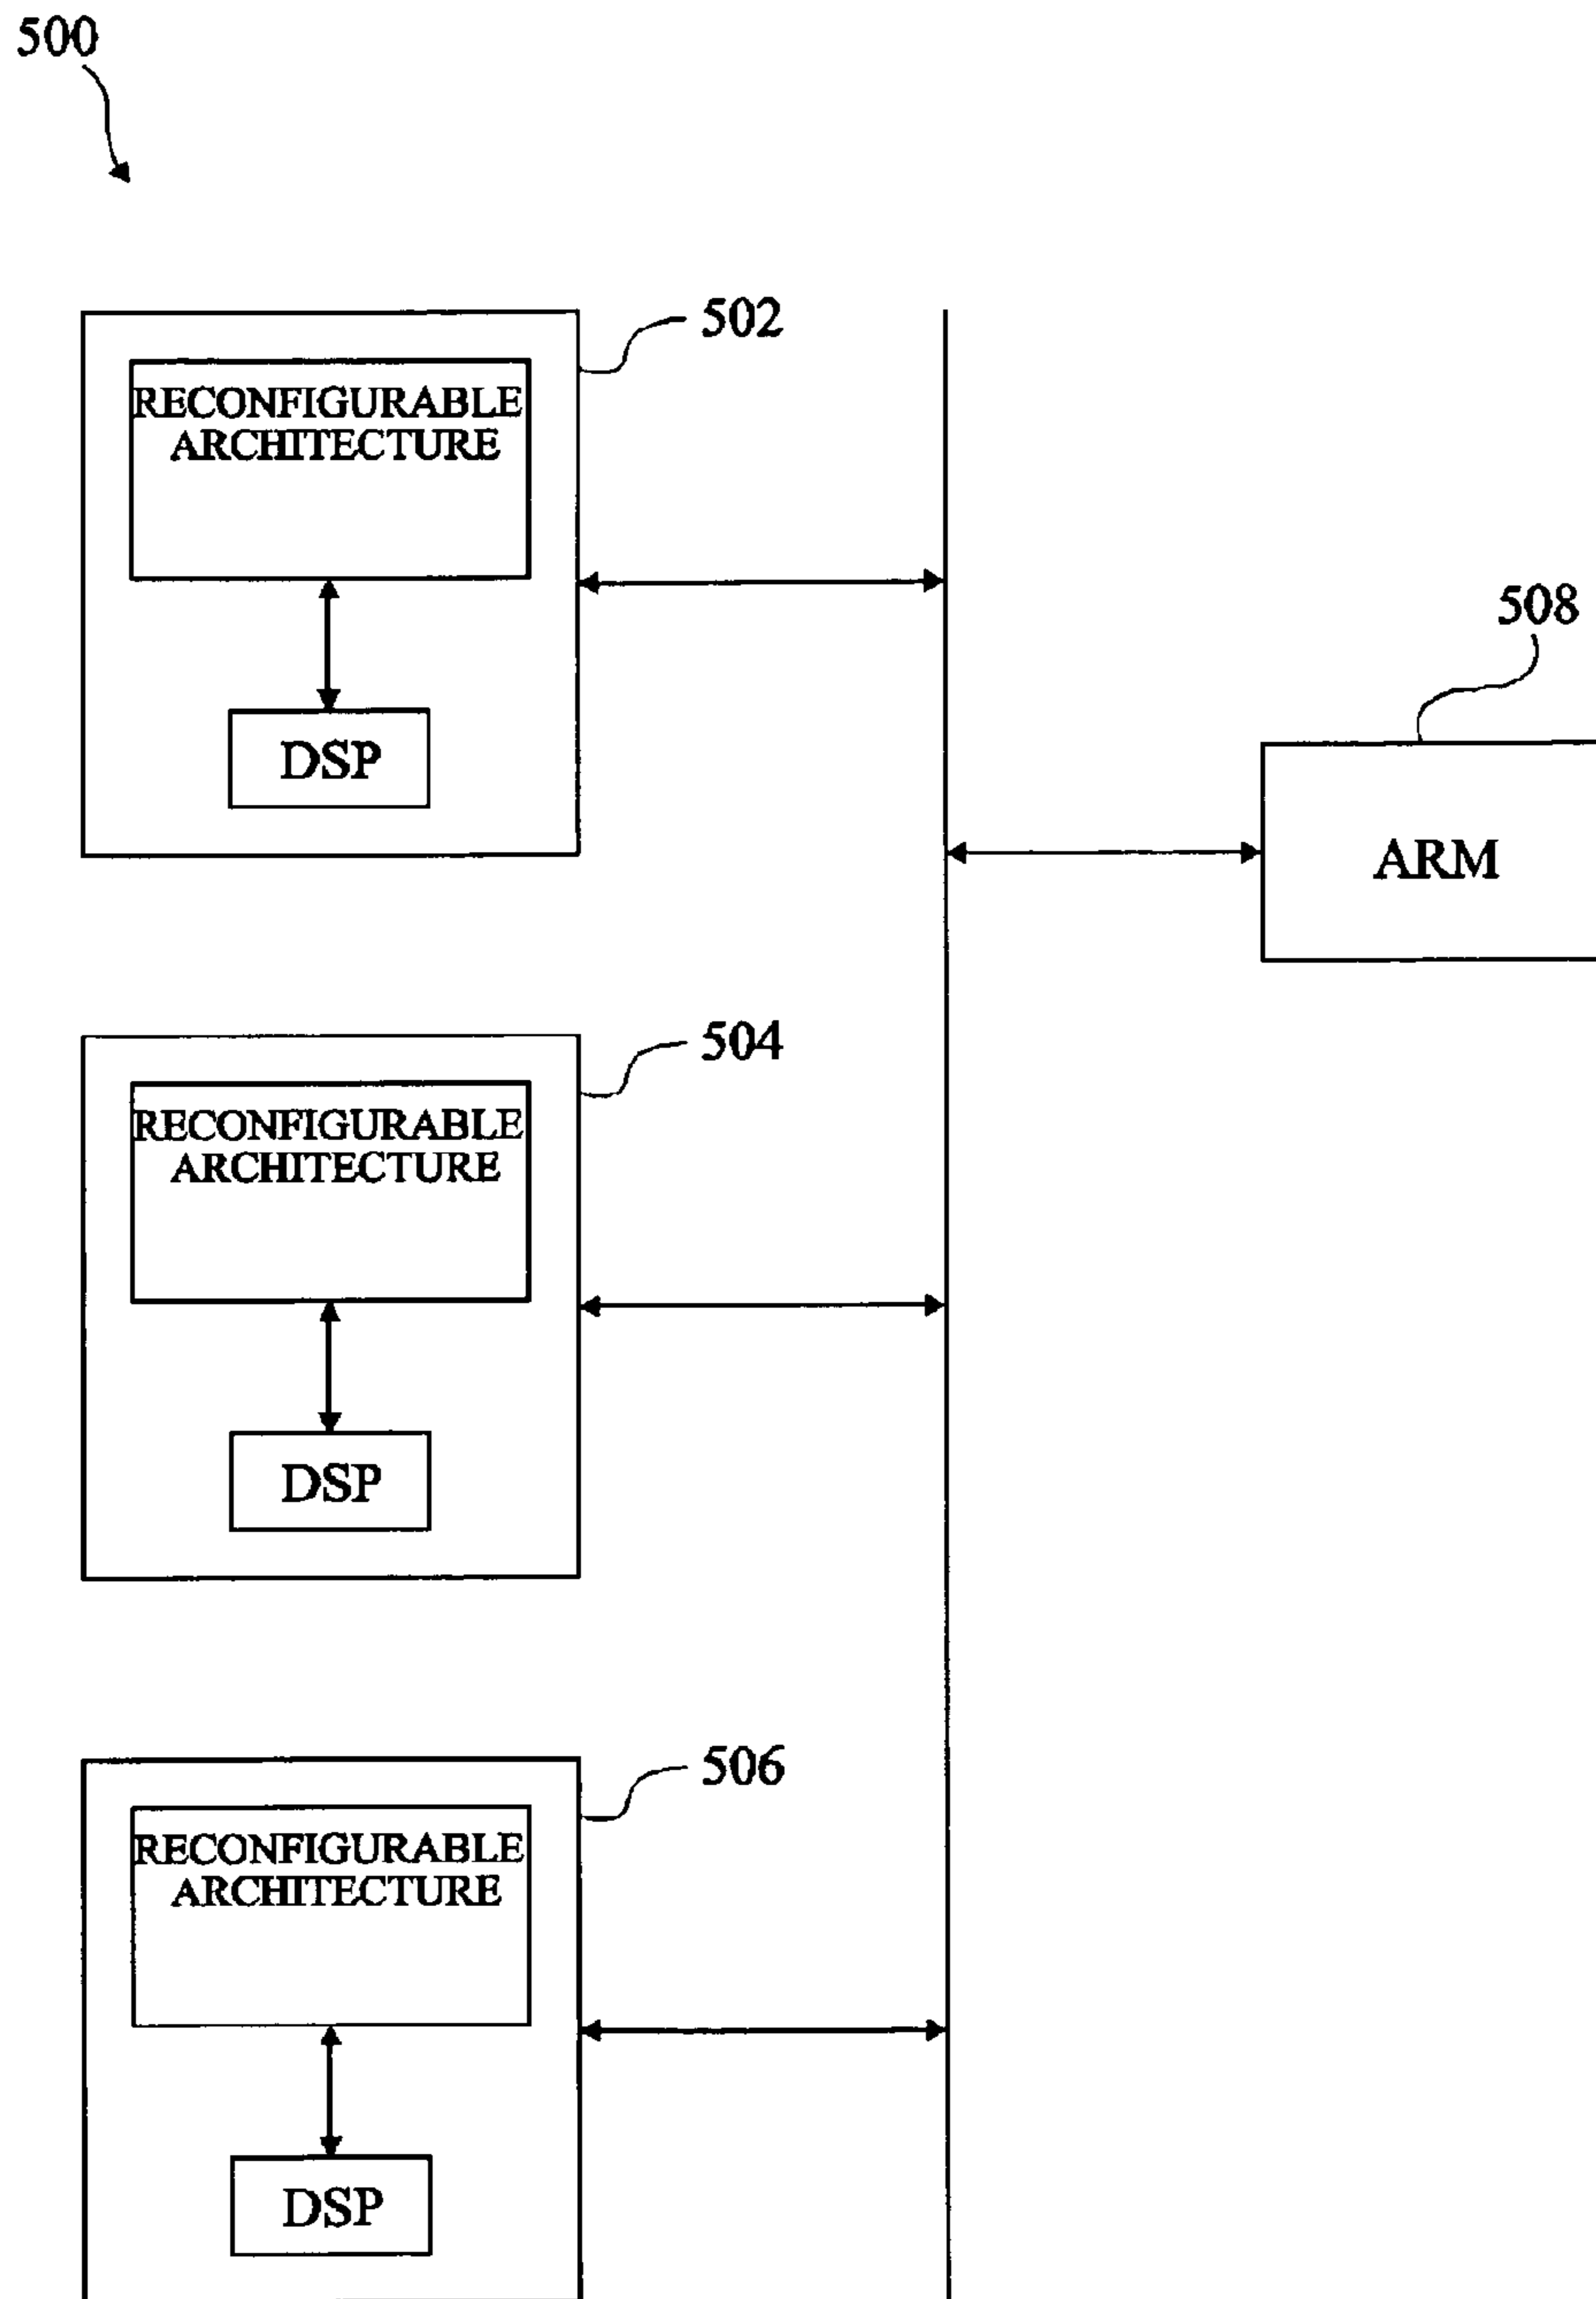 500
502
RECONFIGURABLE
ARCHITECTURE
DSP
508
ARM
504
RECONFIGURABLE
ARCHITECTURE
DSP
506
RECONFIGURABLE
ARCHITECTURE
DSP